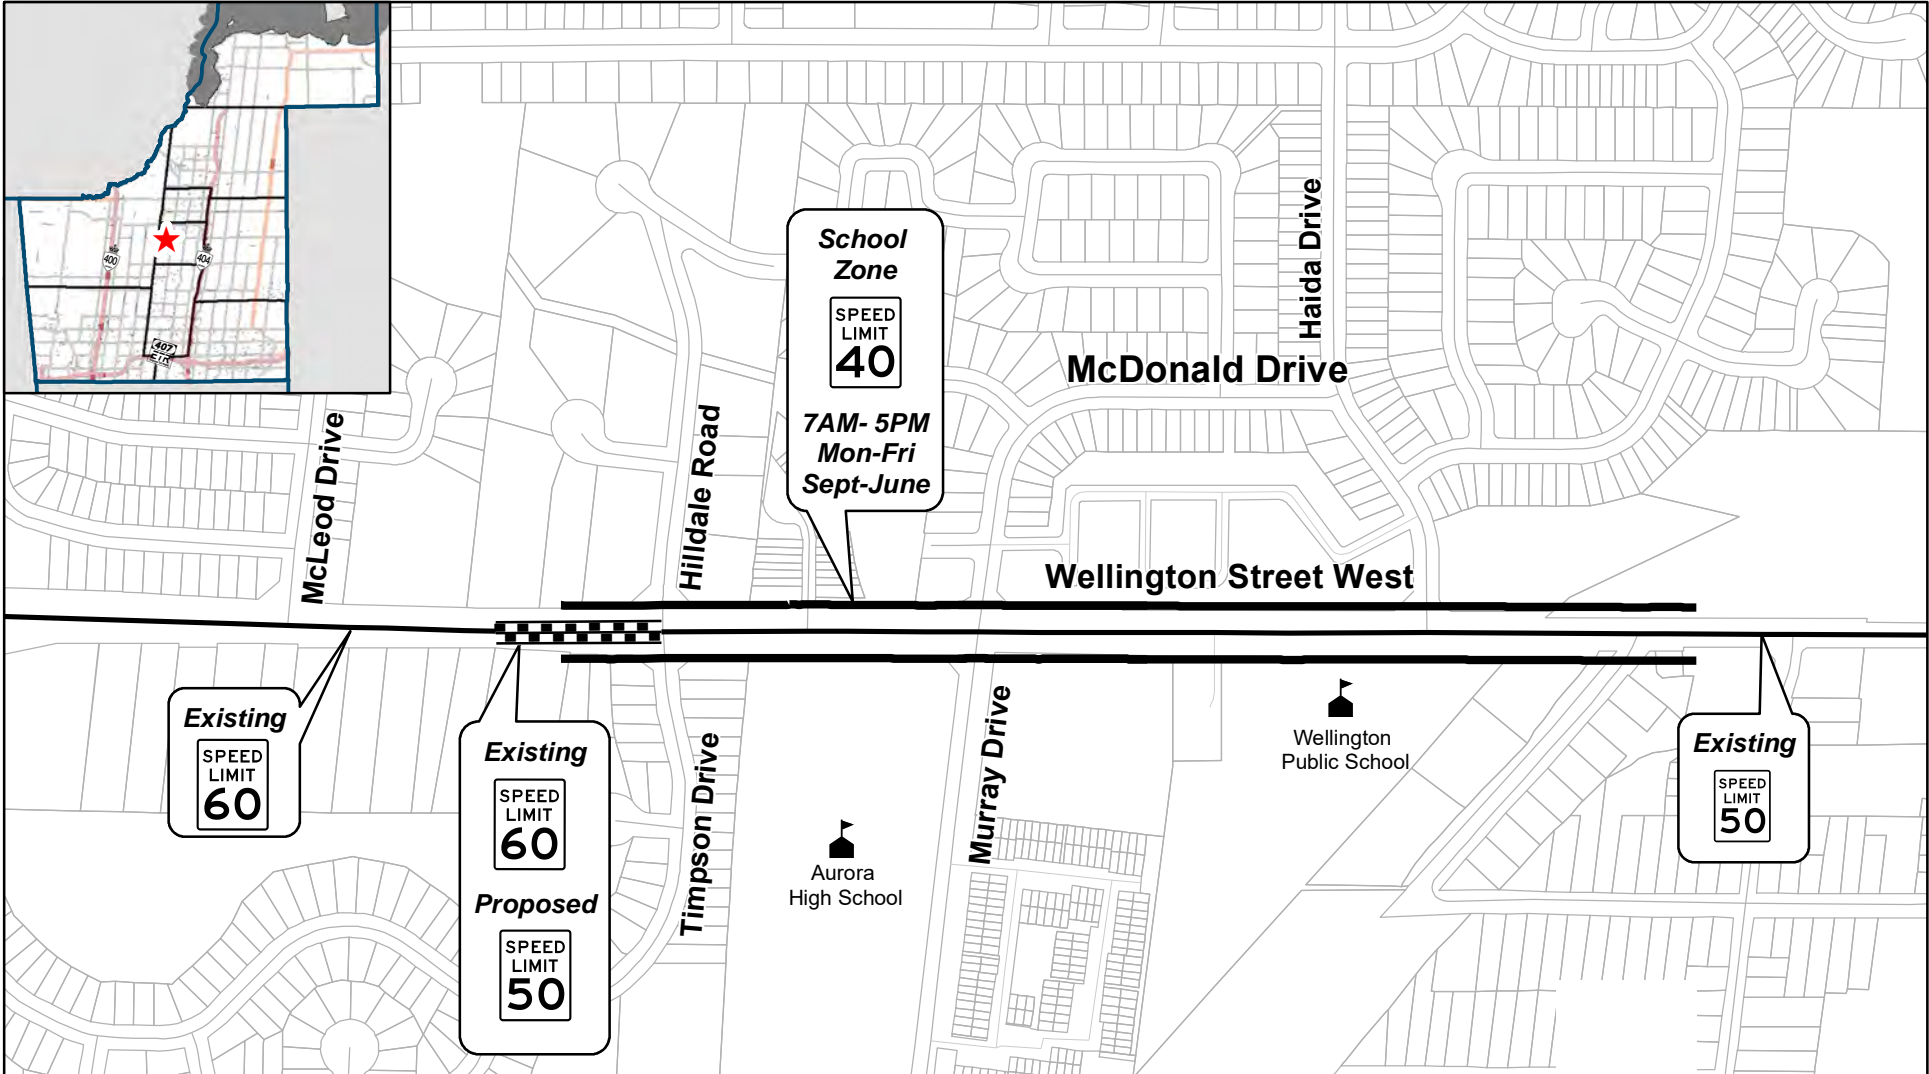 400
404
407
ETR
School
Zone
SPEED
LIMIT
40
7AM- 5PM
Mon-Fri
Sept-June
Haida Drive
McDonald Drive
McLeod Drive
Hilldale Road
Wellington Street West
Existing
SPEED
LIMIT
60
Existing
SPEED
LIMIT
60
Proposed
SPEED
LIMIT
50
Timpson Drive
Murray Drive
Aurora
High School
Wellington
Public School
Existing
SPEED
LIMIT
50